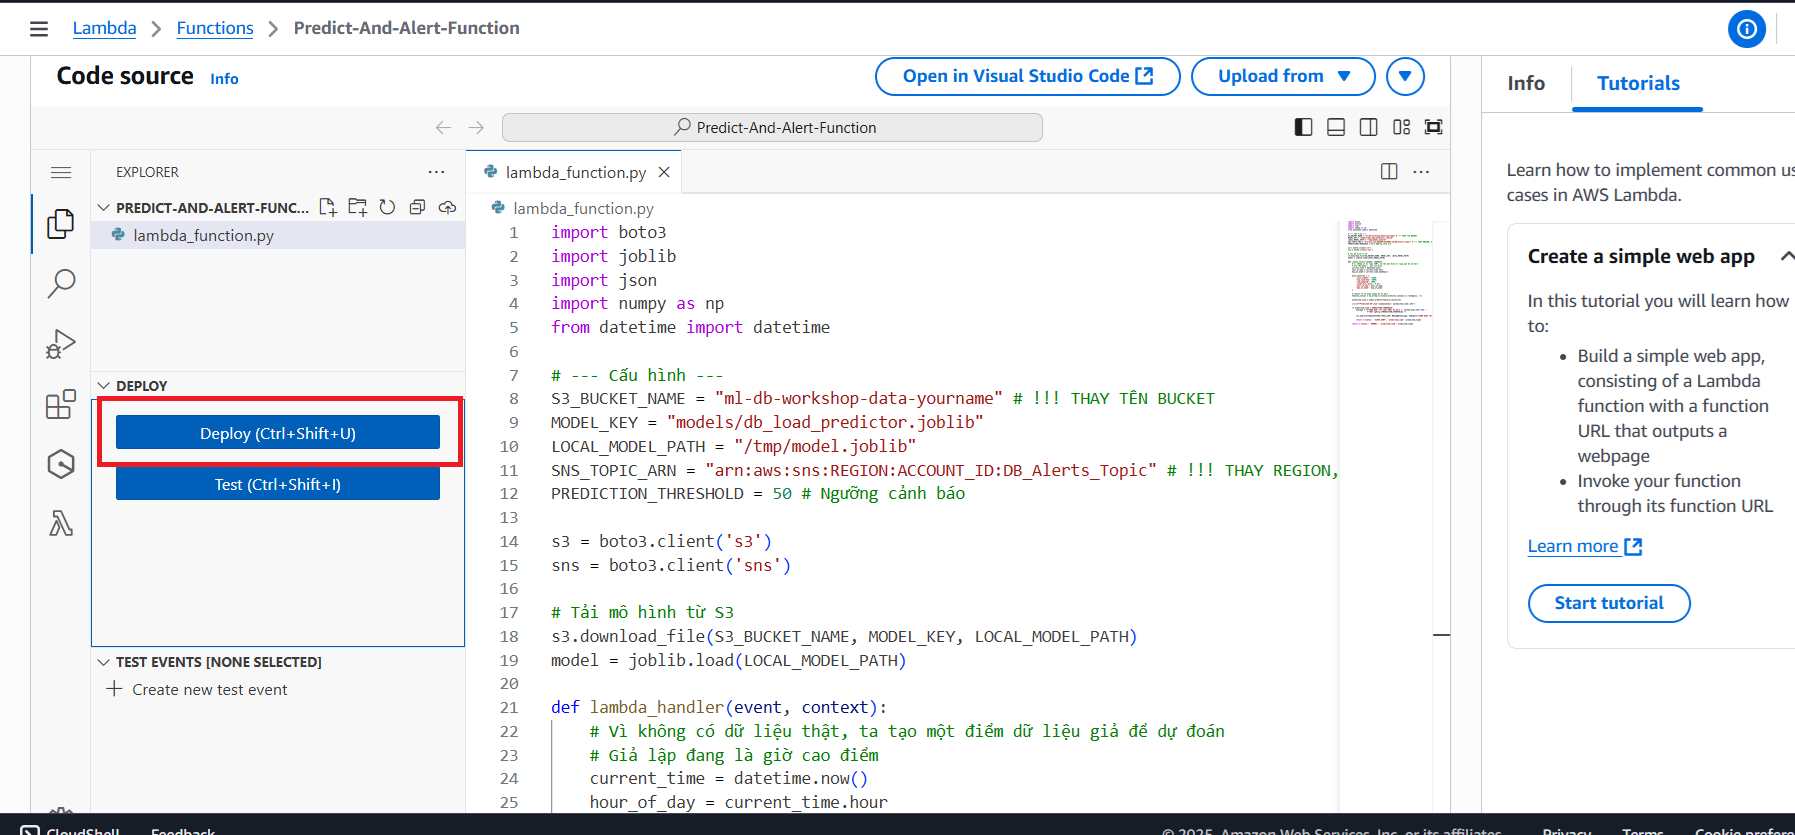 Lambda > Functions > Predict-And-Alert-Function
Code source Info
Open in Visual Studio Code
Upload from
Predict-And-Alert-Function
EXPLORER
PREDICT-AND-ALERT-FUNC...
lambda_function.py
DEPLOY
Deploy (Ctrl+Shift+U)
Test (Ctrl+Shift+I)
TEST EVENTS [NONE SELECTED]
Create new test event
lambda_function.py
lambda_function.py
1 import boto3
2 import joblib
3 import json
4 import numpy as np
5 from datetime import datetime
6
7 # --- Cấu hình ---
8 S3_BUCKET_NAME = "ml-db-workshop-data-yourname" # !!! THAY TÊN BUCKET
9 MODEL_KEY = "models/db_load_predictor.joblib"
10 LOCAL_MODEL_PATH = "/tmp/model.joblib"
11 SNS_TOPIC_ARN = "arn:aws:sns:REGION:ACCOUNT_ID:DB_Alerts_Topic" # !!! THAY REGION,
12 PREDICTION_THRESHOLD = 50 # Ngưỡng cảnh báo
13
14 s3 = boto3.client('s3')
15 sns = boto3.client('sns')
16
17 # Tải mô hình từ S3
18 s3.download_file(S3_BUCKET_NAME, MODEL_KEY, LOCAL_MODEL_PATH)
19 model = joblib.load(LOCAL_MODEL_PATH)
20
21 def lambda_handler(event, context):
22 # Vì không có dữ liệu thật, ta tạo một điểm dữ liệu giả để dự đoán
23 # Giả lập đang là giờ cao điểm
24 current_time = datetime.now()
25 hour_of_day = current_time.hour
Info
Tutorials
Learn how to implement common us
cases in AWS Lambda.
Create a simple web app
In this tutorial you will learn how
to:
• Build a simple web app,
consisting of a Lambda
function with a function
URL that outputs a
webpage
• Invoke your function
through its function URL
Learn more
Start tutorial
CloudShell Feedback
© 2025, Amazon Web Services, Inc. or its affiliates. Privacy Terms Cookie prefere